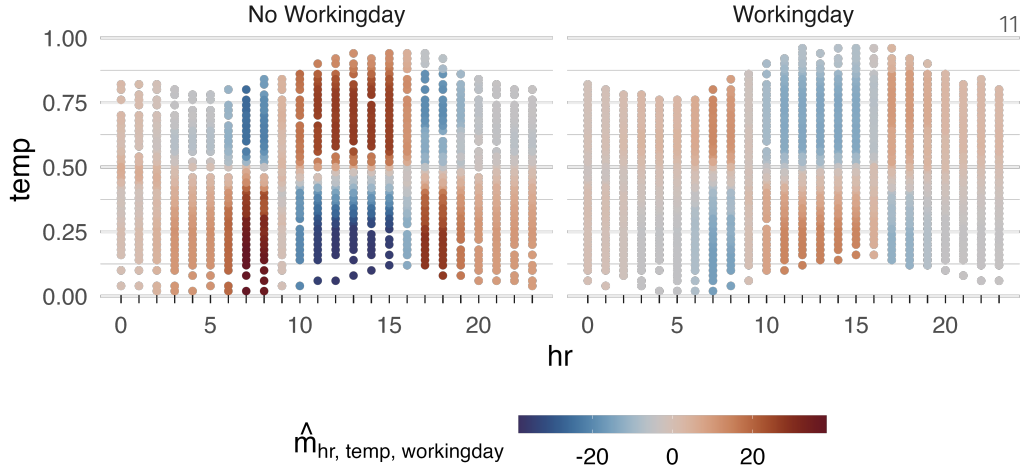 No Workingday
Workingday
11
temp
1.00
0.75
0.50
0.25
0.00
0 5 10 15 20
0 5 10 15 20
hr
m̂hr, temp, workingday
-20 0 20